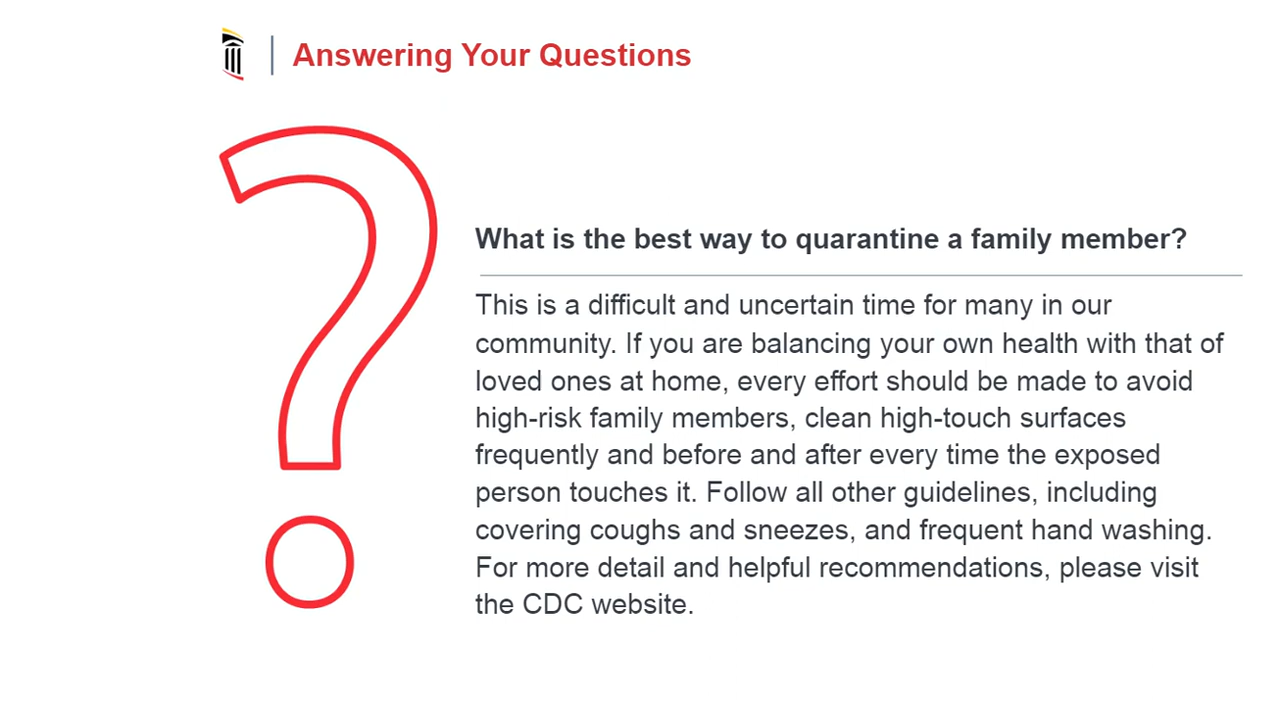 Answering Your Questions
What is the best way to quarantine a family member?
This is a difficult and uncertain time for many in our
community. If you are balancing your own health with that of
loved ones at home, every effort should be made to avoid
high-risk family members, clean high-touch surfaces
frequently and before and after every time the exposed
person touches it. Follow all other guidelines, including
covering coughs and sneezes, and frequent hand washing.
For more detail and helpful recommendations, please visit
the CDC website.